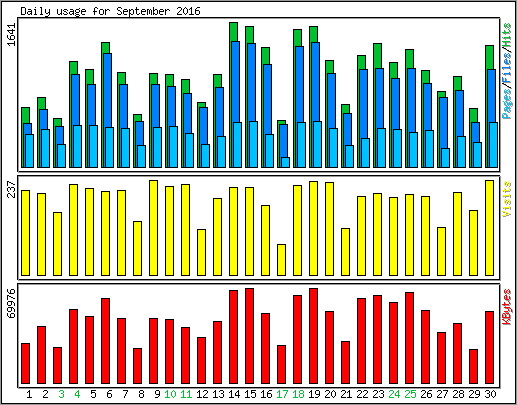 Daily usage for September 2016
1641
Pages/Files/Hits
237
Visits
69976
KBytes
1 2 3 4 5 6 7 8 9 10 11 12 13 14 15 16 17 18 19 20 21 22 23 24 25 26 27 28 29 30